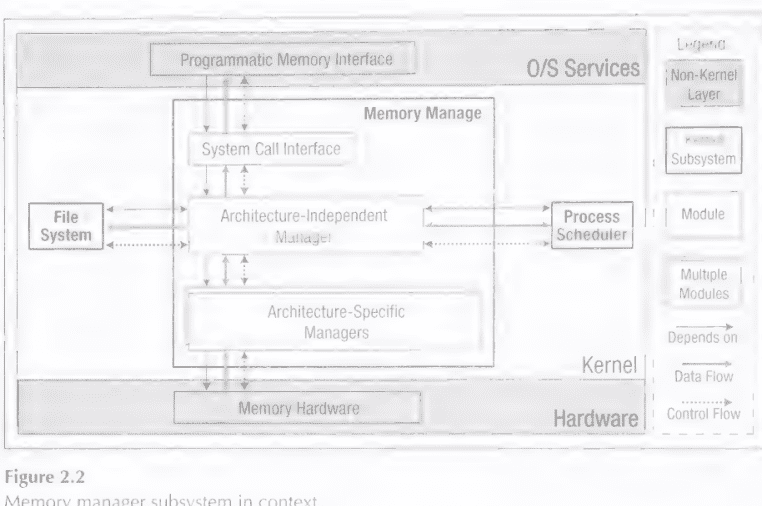 Programmatic Memory Interface
O/S Services
Memory Manage
System Call Interface
File
System
Architecture-Independent
Manager
Process
Scheduler
Architecture-Specific
Managers
Kernel
Memory Hardware
Hardware
Legend
Non-Kernel
Layer
Subsystem
Module
Multiple
Modules
Depends on
Data Flow
Control Flow
Figure 2.2
Memory manager subsystem in context